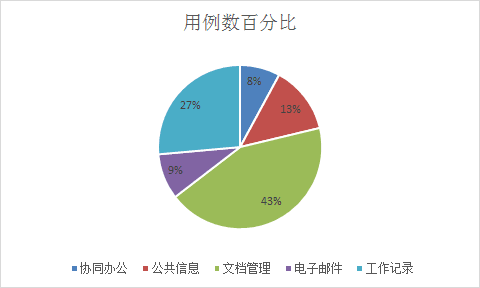 用例数百分比
8%
13%
27%
9%
43%
协同办公 公共信息 文档管理 电子邮件 工作记录